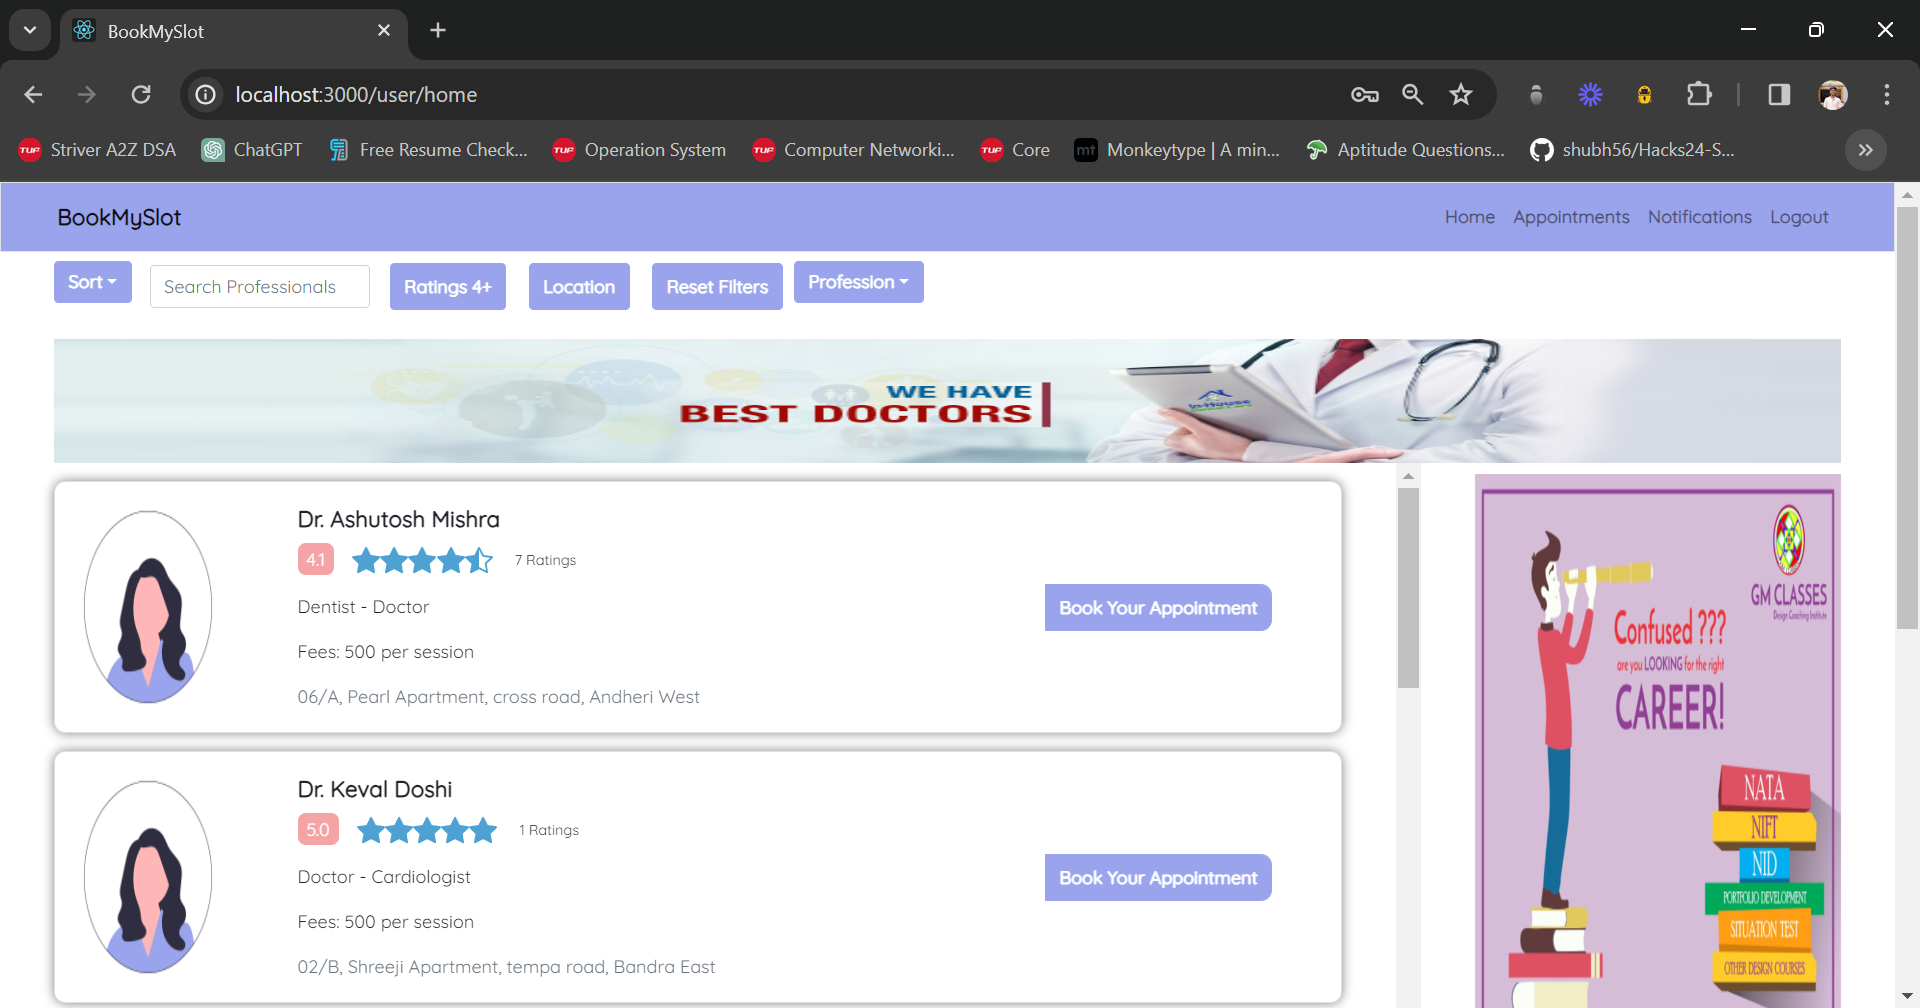 BookMySlot
localhost:3000/user/home
Striver A2Z DSA
ChatGPT
Free Resume Check...
Operation System
Computer Networki...
Core
Monkeytype | A min...
Aptitude Questions...
shubh56/Hacks24-S...
BookMySlot
Home
Appointments
Notifications
Logout
Sort
Search Professionals
Ratings 4+
Location
Reset Filters
Profession
WE HAVE
BEST DOCTORS
Dr. Ashutosh Mishra
4.1
7 Ratings
Dentist - Doctor
Fees: 500 per session
06/A, Pearl Apartment, cross road, Andheri West
Book Your Appointment
Dr. Keval Doshi
5.0
1 Ratings
Doctor - Cardiologist
Fees: 500 per session
02/B, Shreeji Apartment, tempa road, Bandra East
Book Your Appointment
GM CLASSES
Design Coaching Institute
Confused ???
are you LOOKING for the right
CAREER!
NATA
NIFT
NID
PORTFOLIO DEVELOPMENT
SITUATION TEST
OTHER DESIGN COURSES